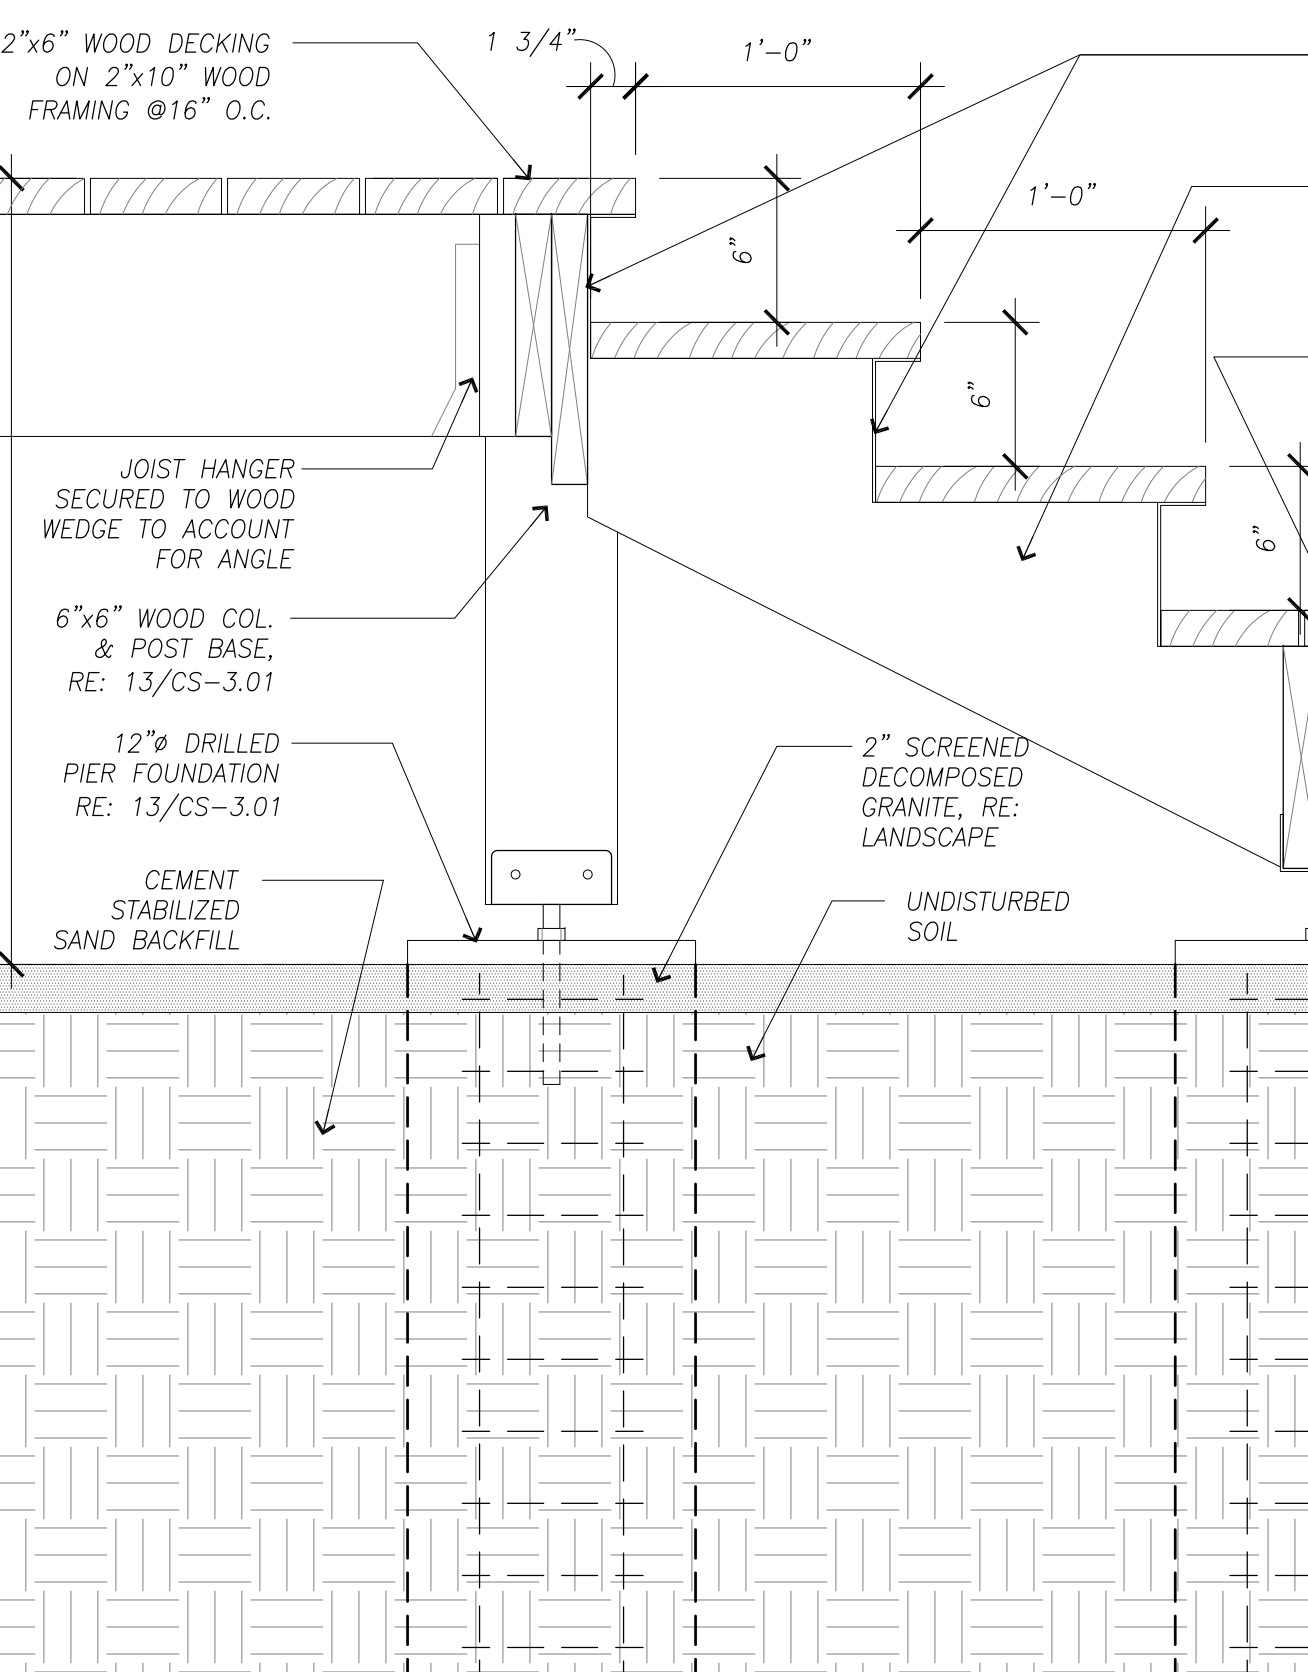 2"x6" WOOD DECKING
ON 2"x10" WOOD
FRAMING @16" O.C.
1 3/4"
1'-0"
1'-0"
6"
6"
6"
JOIST HANGER
SECURED TO WOOD
WEDGE TO ACCOUNT
FOR ANGLE
6"x6" WOOD COL.
& POST BASE,
RE: 13/CS-3.01
12"ø DRILLED
PIER FOUNDATION
RE: 13/CS-3.01
2" SCREENED
DECOMPOSED
GRANITE, RE:
LANDSCAPE
CEMENT
STABILIZED
SAND BACKFILL
UNDISTURBED
SOIL